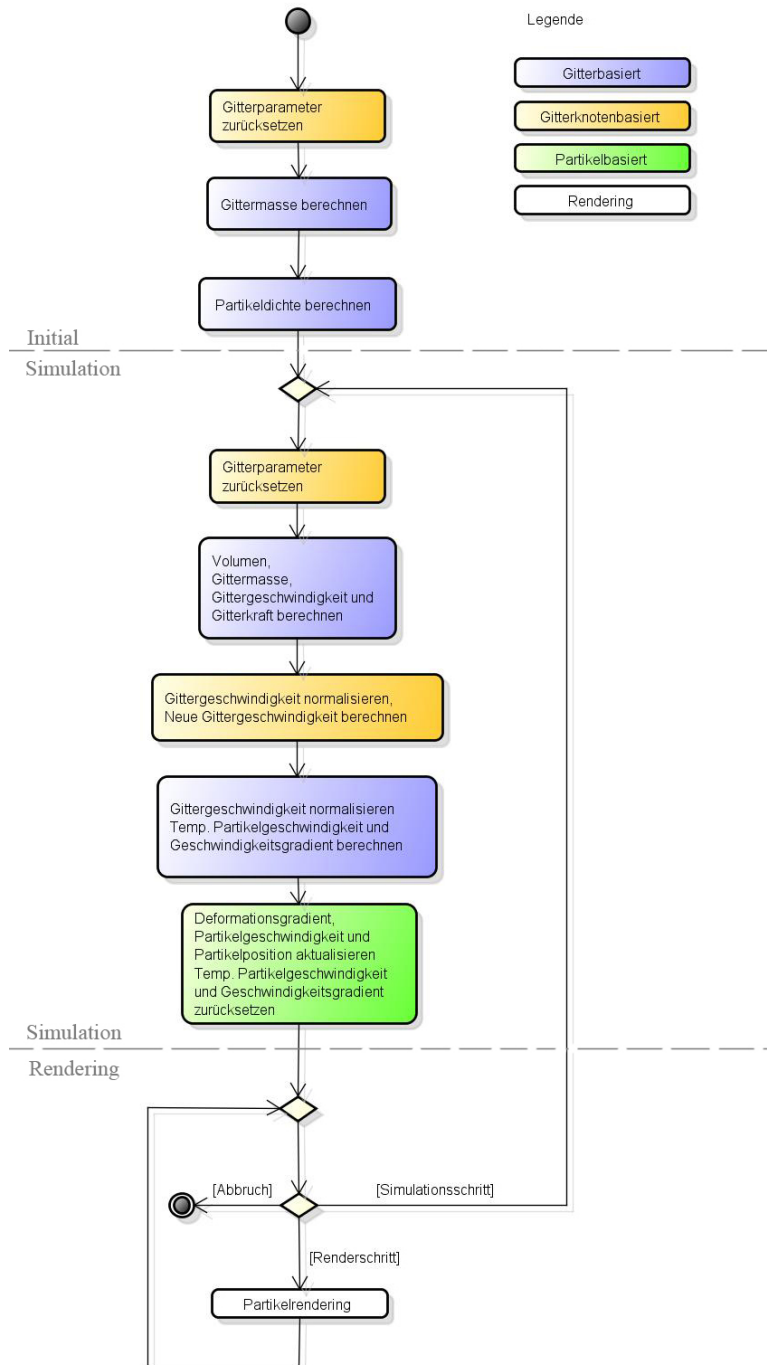 Legende
Gitterbasiert
Gitterknotenbasiert
Partikelbasiert
Rendering
Gitterparameter
zurücksetzen
Gittermasse berechnen
Partikeldichte berechnen
Initial
Simulation
Gitterparameter
zurücksetzen
Volumen,
Gittermasse,
Gittergeschwindigkeit und
Gitterkraft berechnen
Gittergeschwindigkeit normalisieren,
Neue Gittergeschwindigkeit berechnen
Gittergeschwindigkeit normalisieren
Temp. Partikelgeschwindigkeit und
Geschwindigkeitsgradient berechnen
Deformationsgradient,
Partikelgeschwindigkeit und
Partikelposition aktualisieren
Temp. Partikelgeschwindigkeit
und Geschwindigkeitsgradient
zurücksetzen
Simulation
Rendering
[Abbruch]
[Simulationsschritt]
[Renderschritt]
Partikelrendering